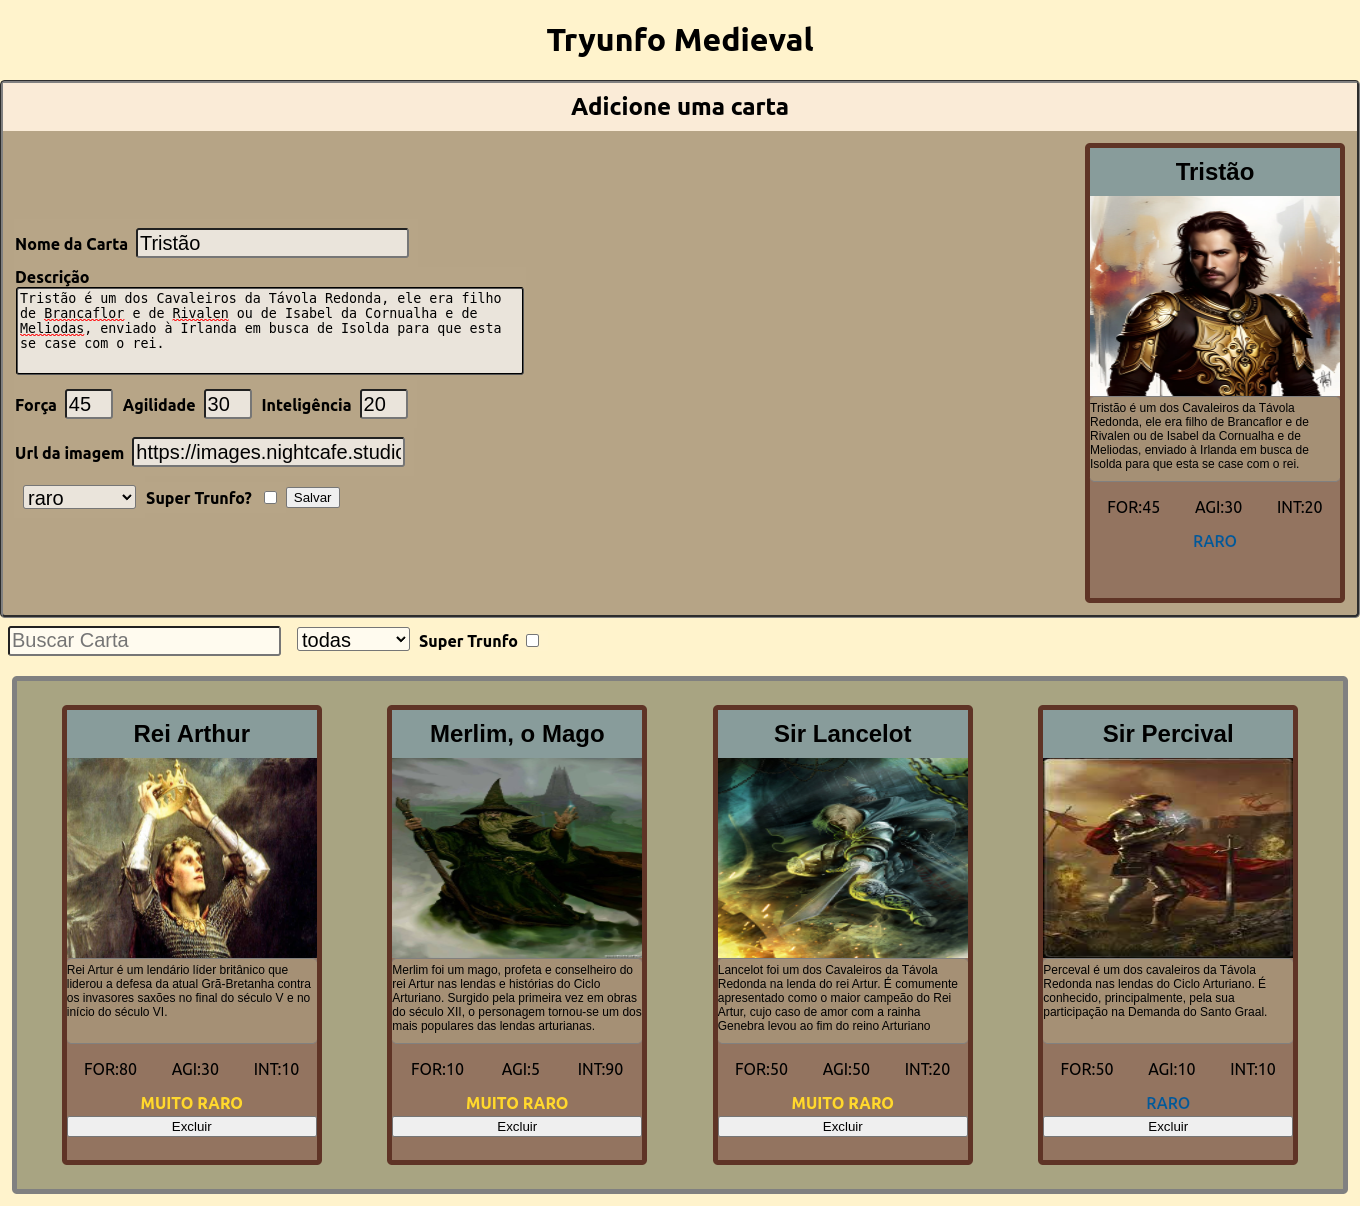 Tryunfo Medieval
Adicione uma carta
Nome da Carta Tristão
Descrição
Tristão é um dos Cavaleiros da Távola Redonda, ele era filho
de Brancaflor e de Rivalen ou de Isabel da Cornualha e de
Meliodas, enviado à Irlanda em busca de Isolda para que esta
se case com o rei.
Força 45 Agilidade 30 Inteligência 20
Url da imagem https://images.nightcafe.studio
raro Super Trunfo? Salvar
Tristão
Tristão é um dos Cavaleiros da Távola
Redonda, ele era filho de Brancaflor e de
Rivalen ou de Isabel da Cornualha e de
Meliodas, enviado à Irlanda em busca de
Isolda para que esta se case com o rei.
FOR:45 AGI:30 INT:20
RARO
Buscar Carta todas Super Trunfo
Rei Arthur
Rei Artur é um lendário líder britânico que
liderou a defesa da atual Grã-Bretanha contra
os invasores saxões no final do século V e no
início do século VI.
FOR:80 AGI:30 INT:10
MUITO RARO
Excluir
Merlim, o Mago
Merlim foi um mago, profeta e conselheiro do
rei Artur nas lendas e histórias do Ciclo
Arturiano. Surgido pela primeira vez em obras
do século XII, o personagem tornou-se um dos
mais populares das lendas arturianas.
FOR:10 AGI:5 INT:90
MUITO RARO
Excluir
Sir Lancelot
Lancelot foi um dos Cavaleiros da Távola
Redonda na lenda do rei Artur. É comumente
apresentado como o maior campeão do Rei
Artur, cujo caso de amor com a rainha
Genebra levou ao fim do reino Arturiano
FOR:50 AGI:50 INT:20
MUITO RARO
Excluir
Sir Percival
Perceval é um dos cavaleiros da Távola
Redonda nas lendas do Ciclo Arturiano. É
conhecido, principalmente, pela sua
participação na Demanda do Santo Graal.
FOR:50 AGI:10 INT:10
RARO
Excluir